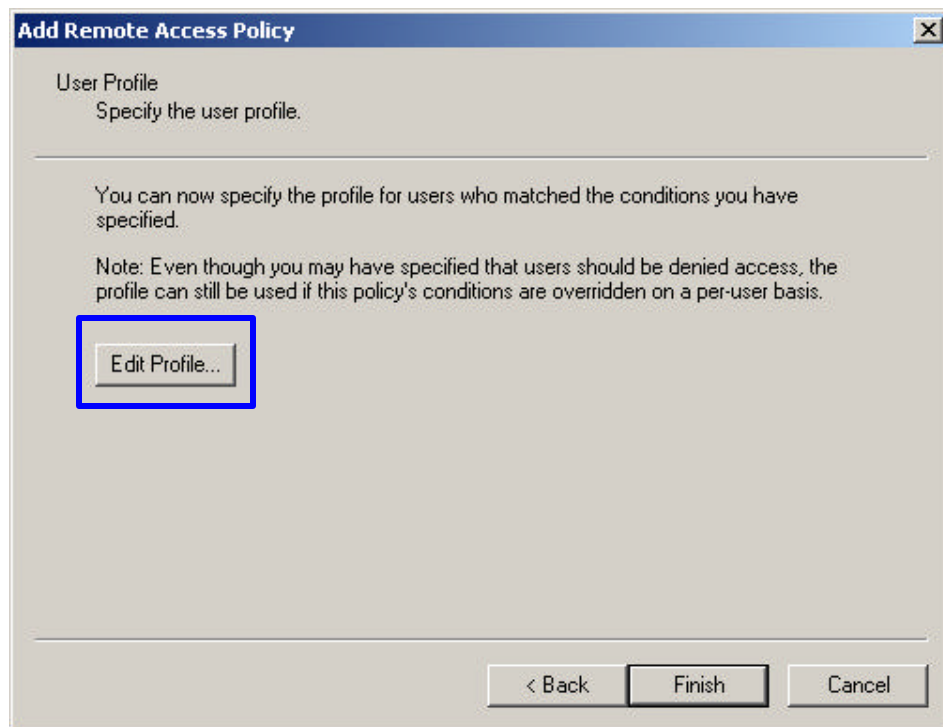 Add Remote Access Policy
User Profile
Specify the user profile.
You can now specify the profile for users who matched the conditions you have
specified.
Note: Even though you may have specified that users should be denied access, the
profile can still be used if this policy's conditions are overridden on a per-user basis.
Edit Profile...
< Back Finish Cancel